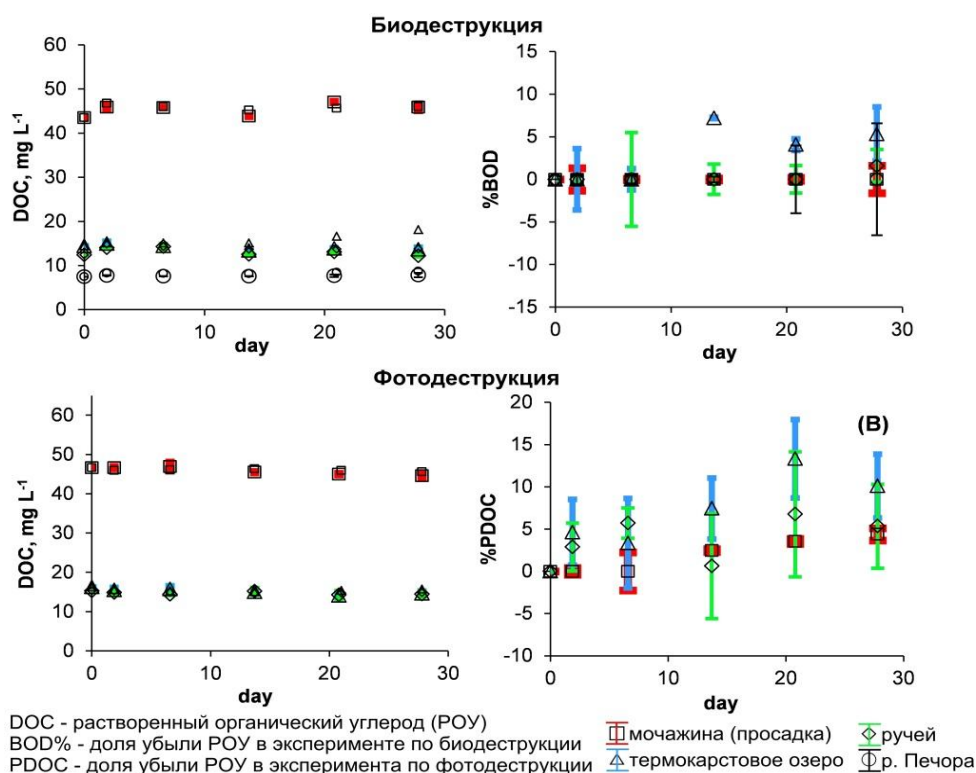 Биодеструкция
60
50
40
30
20
10
0
DOC, mg L-1
0 10 20 30
day
15
10
5
0
-5
-10
-15
%BOD
0 10 20 30
day
Фотодеструкция
60
50
40
30
20
10
0
DOC, mg L-1
0 10 20 30
day
20
15
10
5
0
-5
-10
%PDOC
(B)
0 10 20 30
day
DOC - растворенный органический углерод (РОУ)
BOD% - доля убыли РОУ в эксперименте по биодеструкции
PDOC - доля убыли РОУ в эксперимента по фотодеструкции
мочажина (просадка)
ручей
термокарстовое озеро
р. Печора